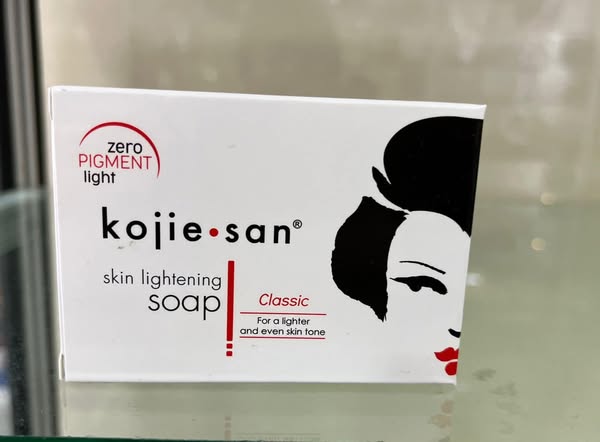 zero
PIGMENT
light
kojie•san®
skin lightening
soap
Classic
For a lighter
and even skin tone